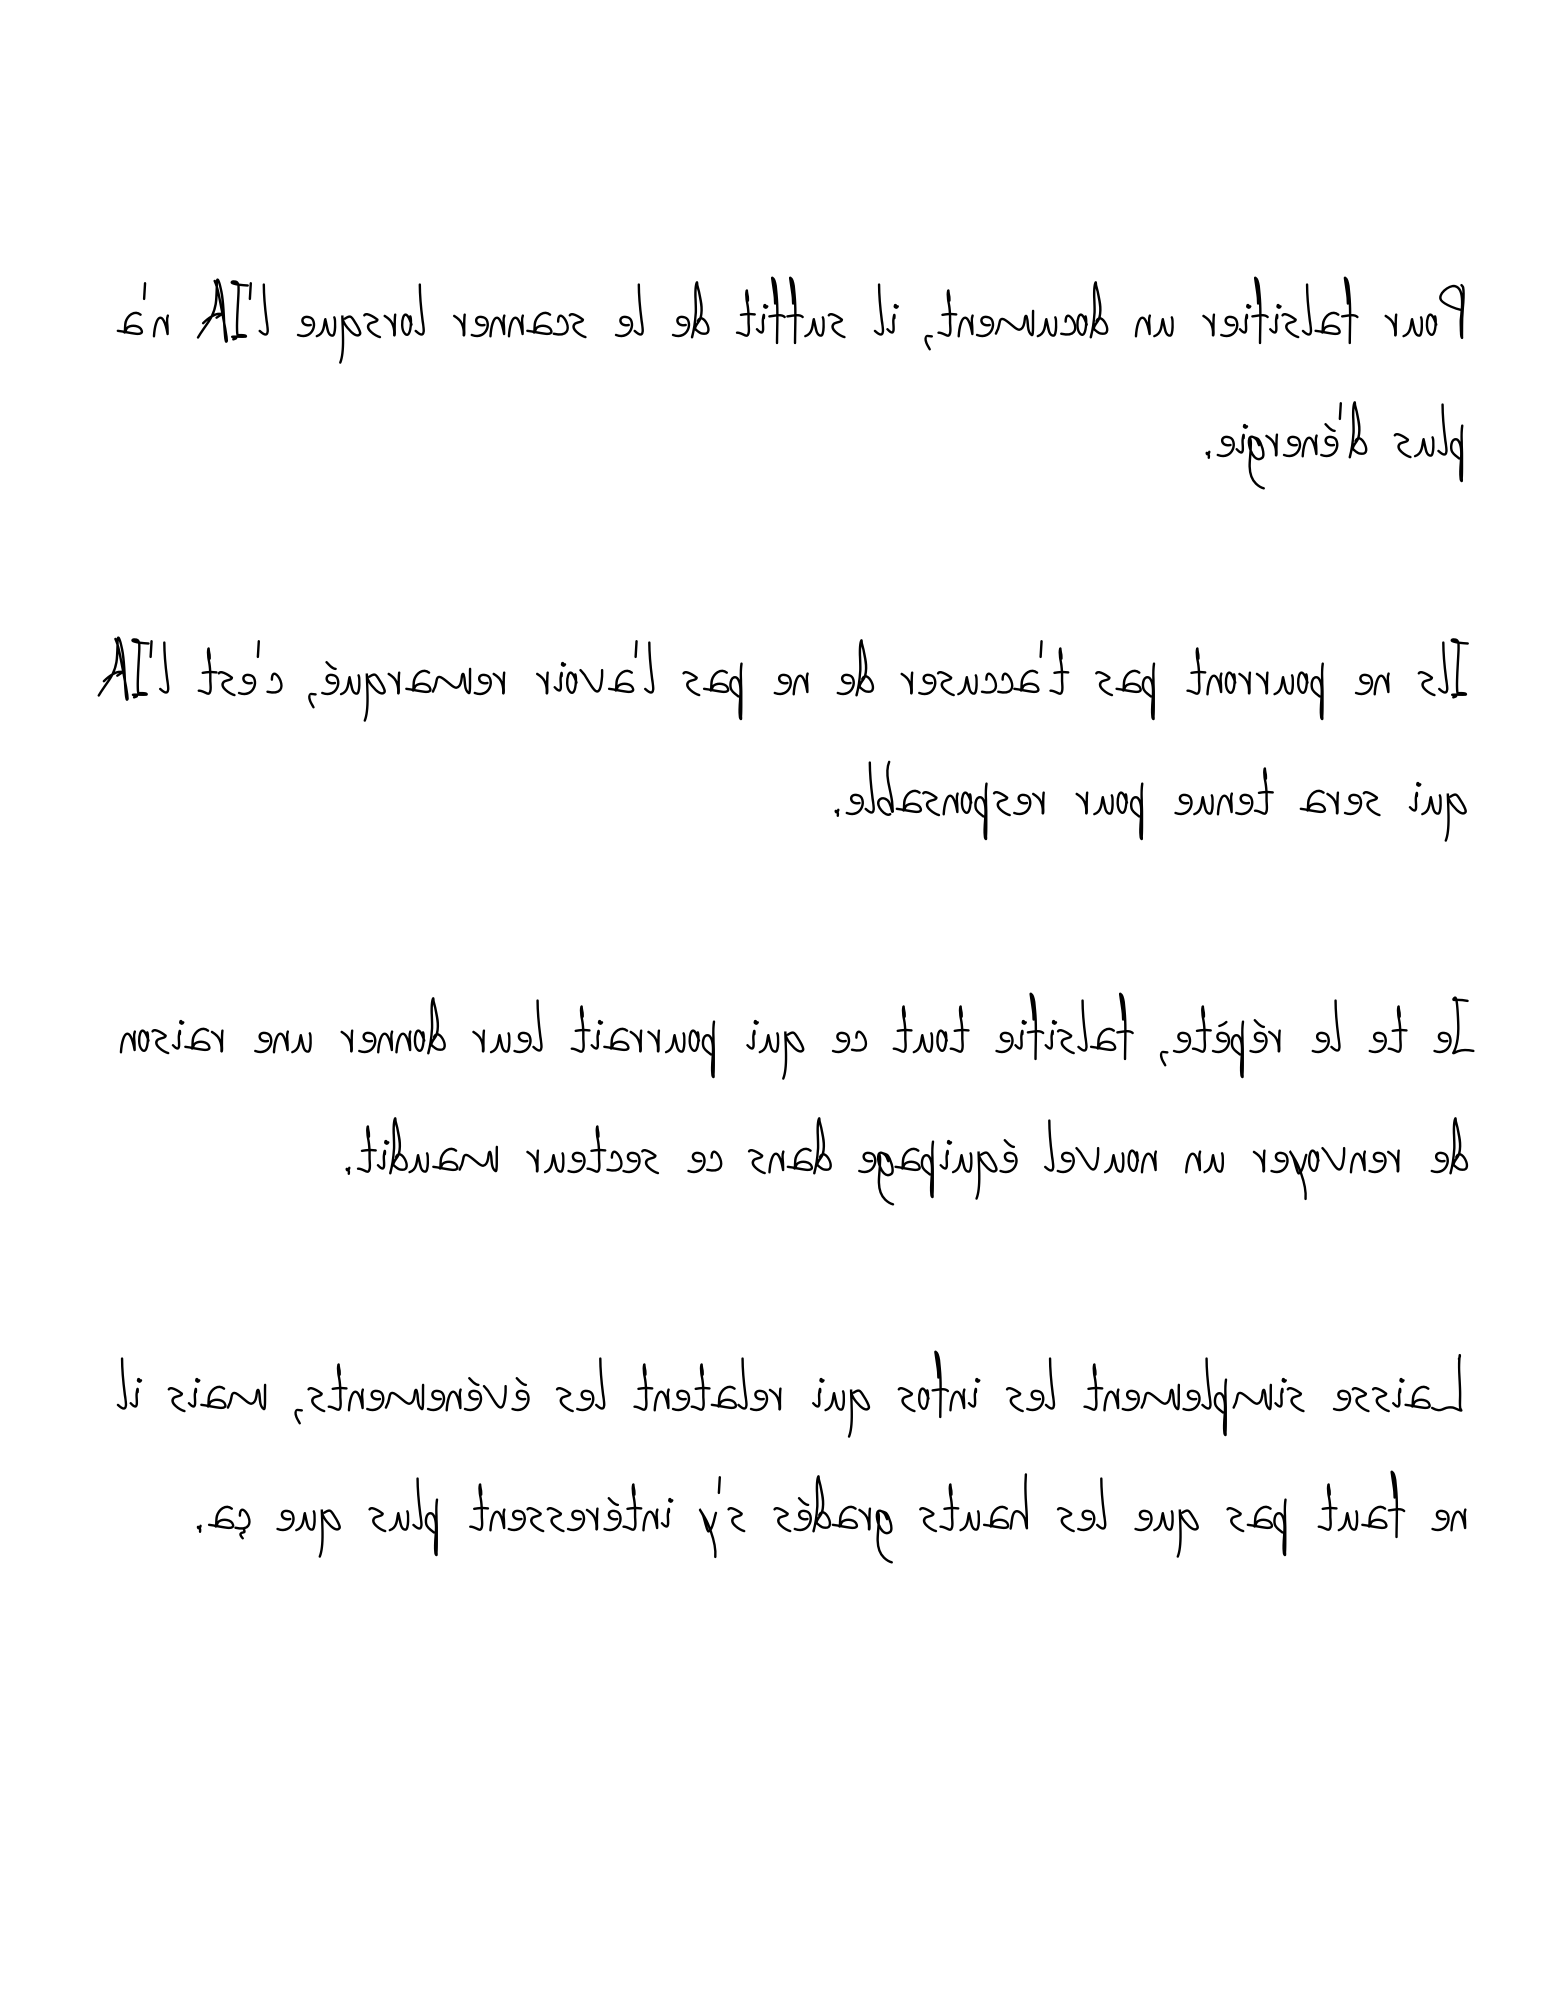 Pour falsifier un document, il suffit de le scanner lorsque l'IA n'a
plus d'énergie.
Ils ne pourront pas t'accuser de ne pas l'avoir remarqué, c'est l'IA
qui sera tenue pour responsable.
Je te le répète, falsifie tout ce qui pourrait leur donner une raison
de renvoyer un nouvel équipage dans ce secteur maudit.
Laisse simplement les infos qui relatent les événements, mais il
ne faut pas que les hauts gradés s'y intéressent plus que ça.